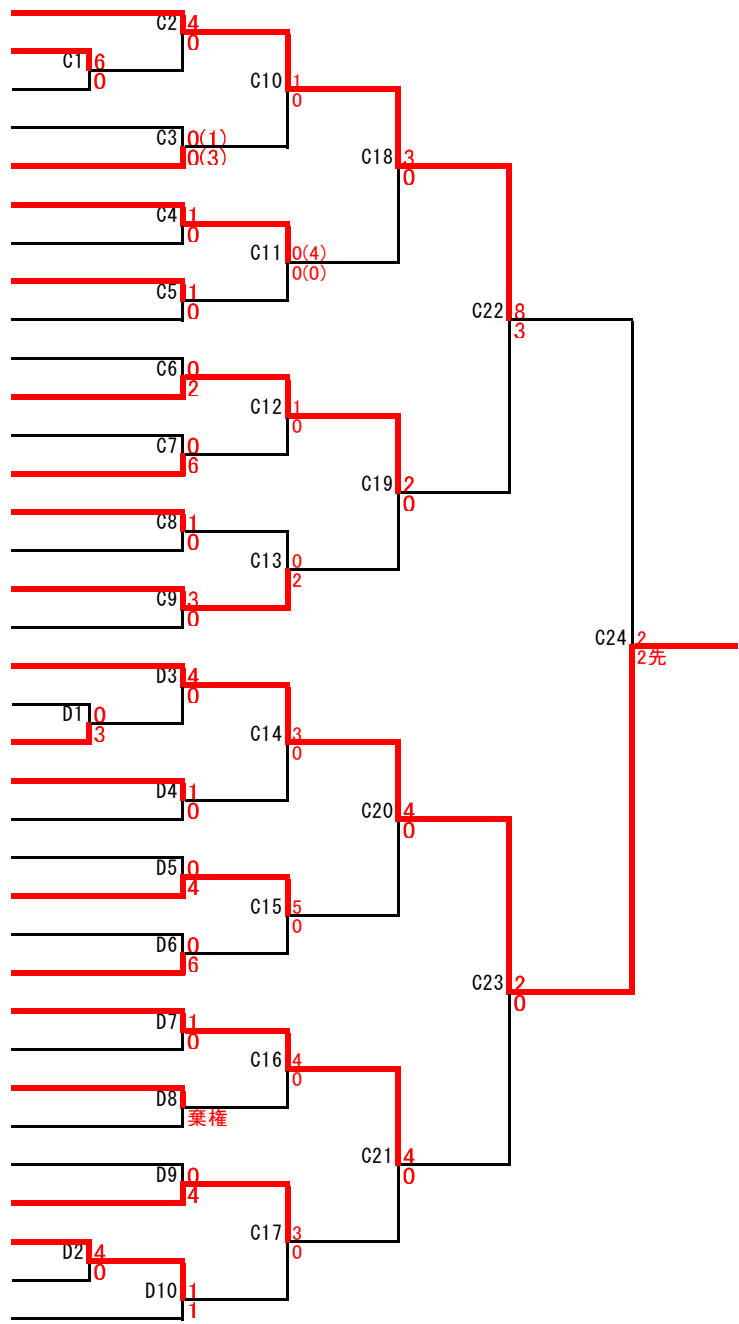 C2 4
0
C1 6
0
C10 1
0
C3 0(1)
0(3)
C18 3
0
C4 1
0
C11 0(4)
0(0)
C5 1
0
C22 8
3
C6 0
2
C12 1
0
C7 0
6
C19 2
0
C8 1
0
C13 0
2
C9 3
0
C24 2
2先
D3 4
0
D1 0
3
C14 3
0
D4 1
0
C20 4
0
D5 0
4
C15 5
0
D6 0
6
C23 2
0
D7 1
0
C16 4
0
D8
棄権
C21 4
0
D9 0
4
C17 3
0
D2 4
0
D10 1
1